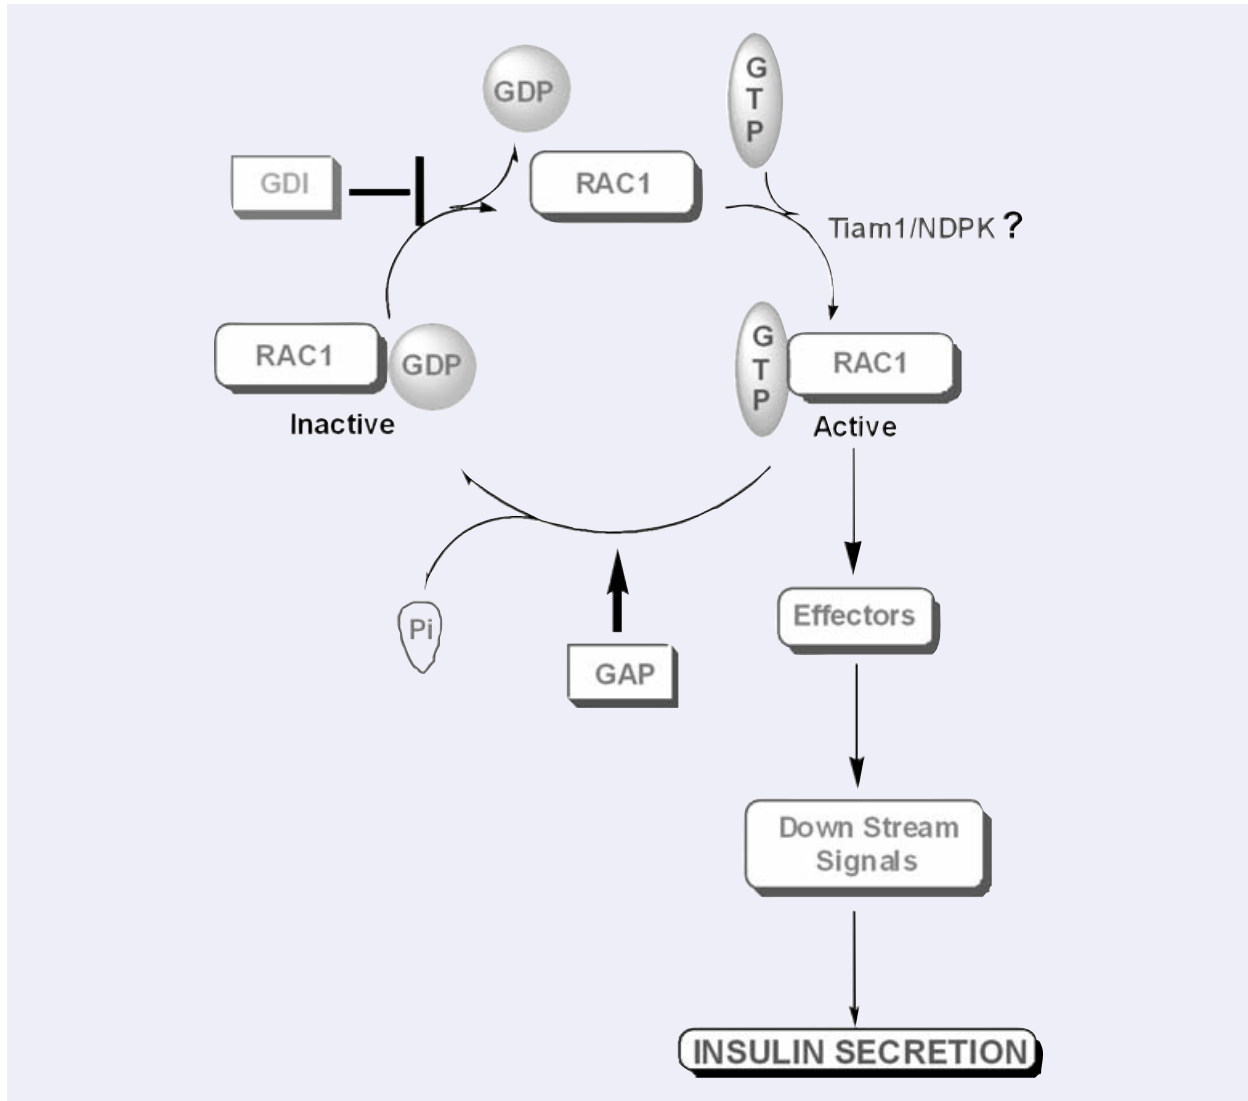 GDP
G
T
P
GDI
RAC1
Tiam1/NDPK ?
RAC1
GDP
Inactive
G
T
P
RAC1
Active
Pi
GAP
Effectors
Down Stream
Signals
INSULIN SECRETION